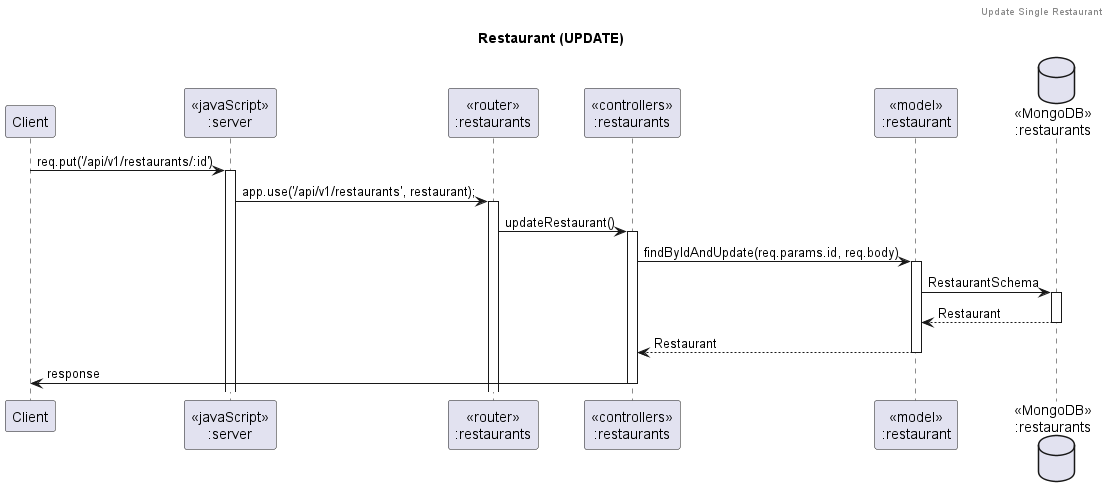 Update Single Restaurant
Restaurant (UPDATE)
Client
«javaScript»
:server
«router»
:restaurants
«controllers»
:restaurants
«model»
:restaurant
«MongoDB»
:restaurants
req.put('/api/v1/restaurants/:id')
app.use('/api/v1/restaurants', restaurant);
updateRestaurant()
findByIdAndUpdate(req.params.id, req.body)
RestaurantSchema
Restaurant
Restaurant
response
Client
«javaScript»
:server
«router»
:restaurants
«controllers»
:restaurants
«model»
:restaurant
«MongoDB»
:restaurants